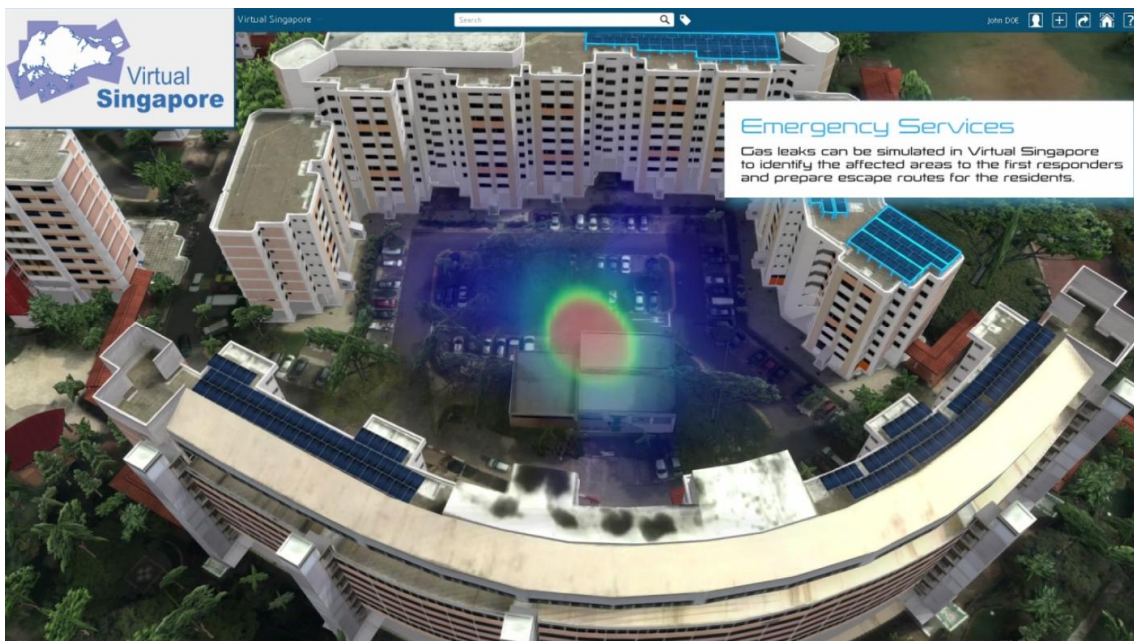 Virtual Singapore
Search
John DOE
Virtual
Singapore
Emergency Services
Gas leaks can be simulated in Virtual Singapore
to identify the affected areas to the first responders
and prepare escape routes for the residents.